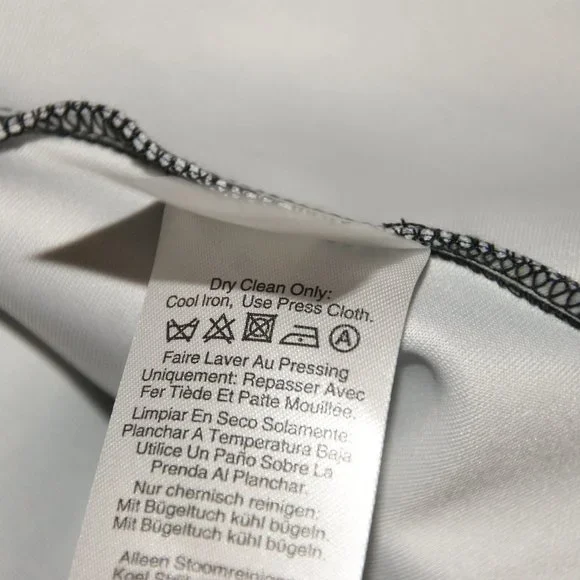 Dry Clean Only:
Cool Iron, Use Press Cloth.
A
Faire Laver Au Pressing
Uniquement: Repasser Avec
Fer Tiède Et Patte Mouillée.
Limpiar En Seco Solamente:
Planchar A Temperatura Baja
Utilice Un Paño Sobre La
Prenda Al Planchar.
Nur chemisch reinigen:
Mit Bügeltuch kühl bügeln.
Mit Bügeltuch kühl bügeln.
Alleen Stoomreinigen